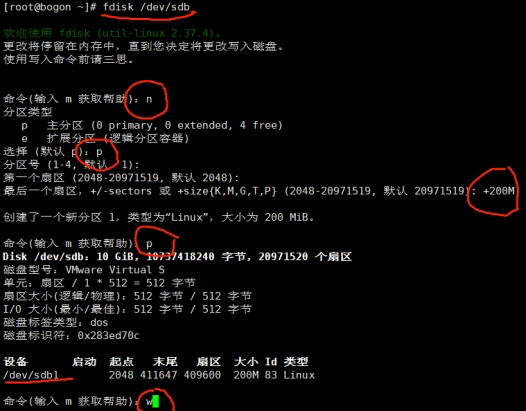 [root@bogon ~]# fdisk /dev/sdb
欢迎使用 fdisk (util-linux 2.37.4)。
更改将停留在内存中，直到您决定将更改写入磁盘。
使用写入命令前请三思。
命令(输入 m 获取帮助)：n
分区类型
p   主分区 (0 primary, 0 extended, 4 free)
e   扩展分区 (逻辑分区容器)
选择 (默认 p)：p
分区号 (1-4, 默认  1):
第一个扇区 (2048-20971519, 默认 2048):
最后一个扇区，+/-sectors 或 +size{K,M,G,T,P} (2048-20971519, 默认 20971519): +200M
创建了一个新分区 1，类型为“Linux”，大小为 200 MiB。
命令(输入 m 获取帮助)：p
Disk /dev/sdb：10 GiB，10737418240 字节，20971520 个扇区
磁盘型号：VMware Virtual S
单元：扇区 / 1 * 512 = 512 字节
扇区大小(逻辑/物理)：512 字节 / 512 字节
I/O 大小(最小/最佳)：512 字节 / 512 字节
磁盘标签类型：dos
磁盘标识符：0x283ed70c
设备       启动  起点   末尾   扇区  大小 Id 类型
/dev/sdb1       2048 411647 409600  200M 83 Linux
命令(输入 m 获取帮助)：w